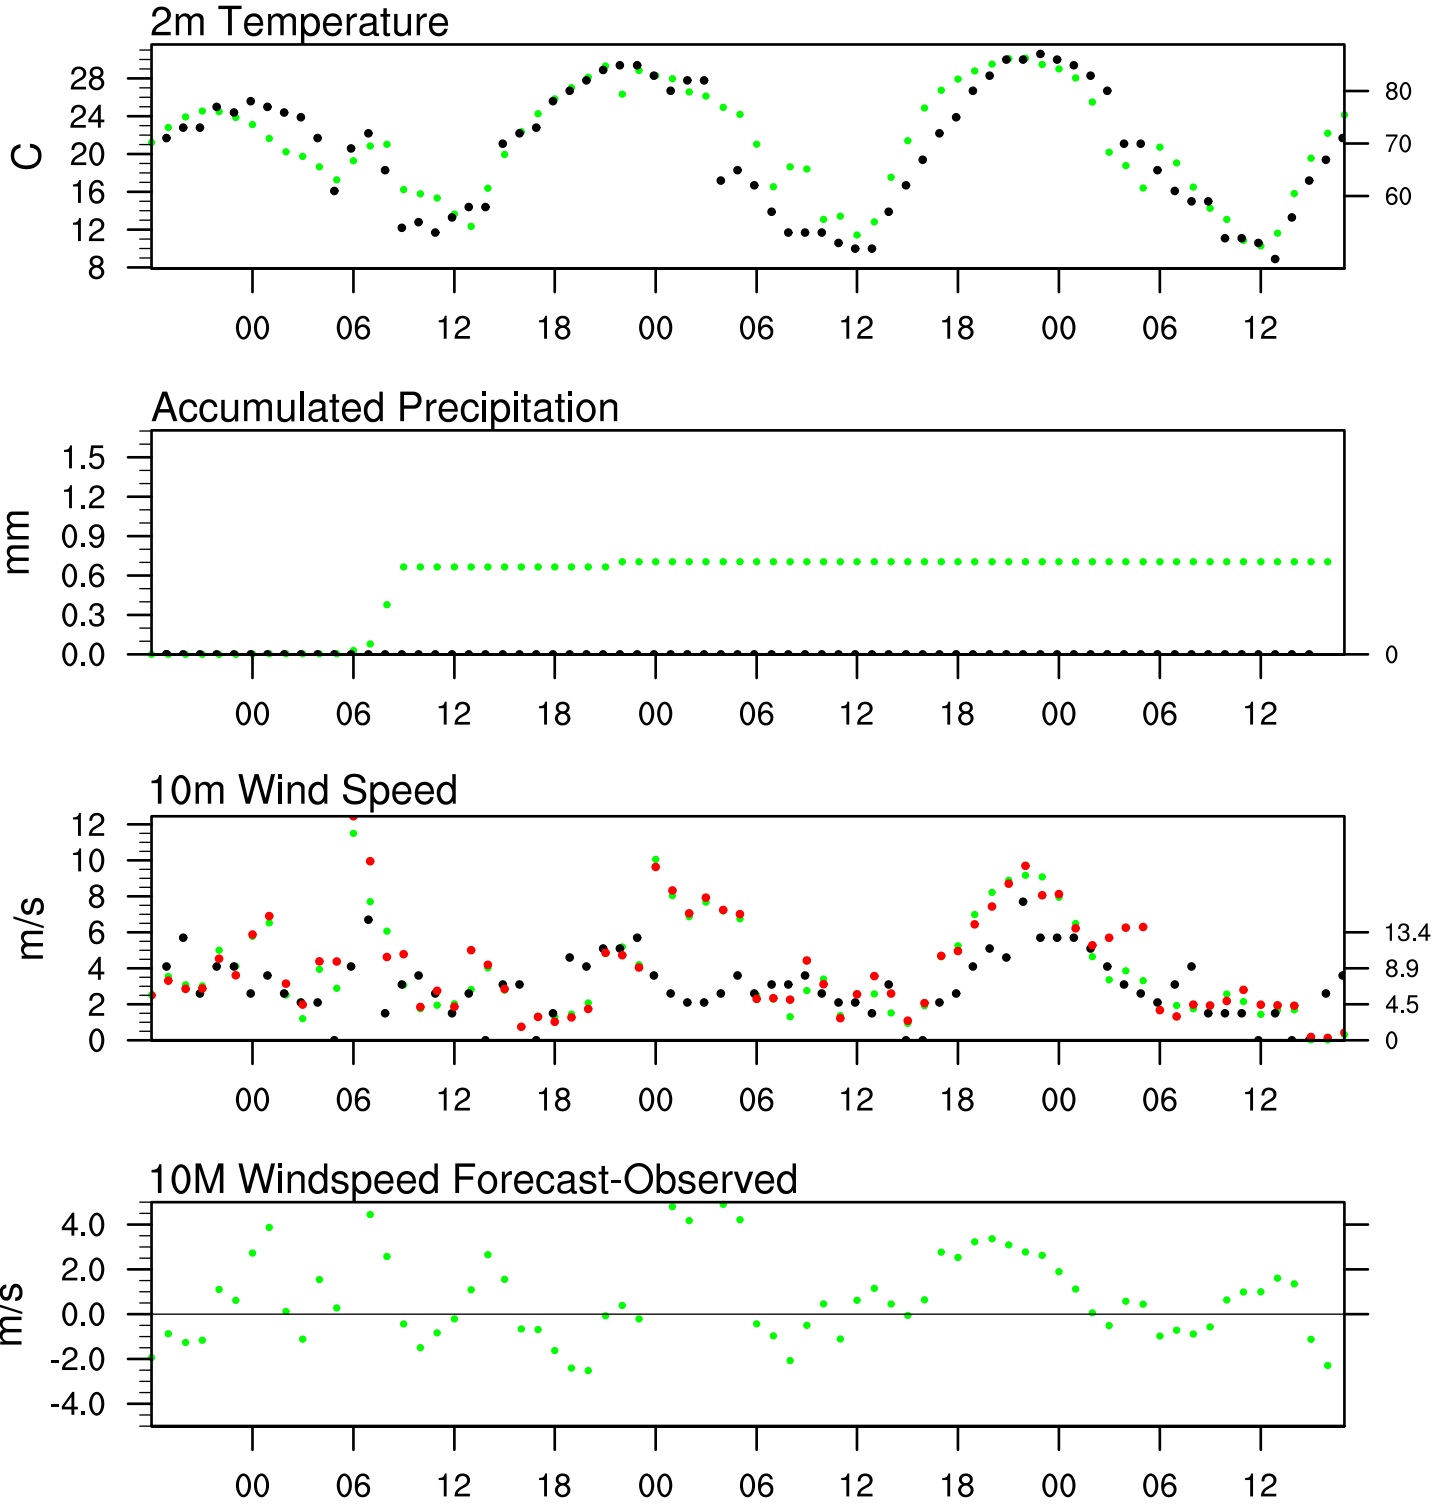 2m Temperature
C
28
24
20
16
12
8
80
70
60
00 06 12 18 00 06 12 18 00 06 12
Accumulated Precipitation
mm
1.5
1.2
0.9
0.6
0.3
0.0
0
00 06 12 18 00 06 12 18 00 06 12
10m Wind Speed
m/s
12
10
8
6
4
2
0
13.4
8.9
4.5
0
00 06 12 18 00 06 12 18 00 06 12
10M Windspeed Forecast-Observed
m/s
4.0
2.0
0.0
-2.0
-4.0
00 06 12 18 00 06 12 18 00 06 12